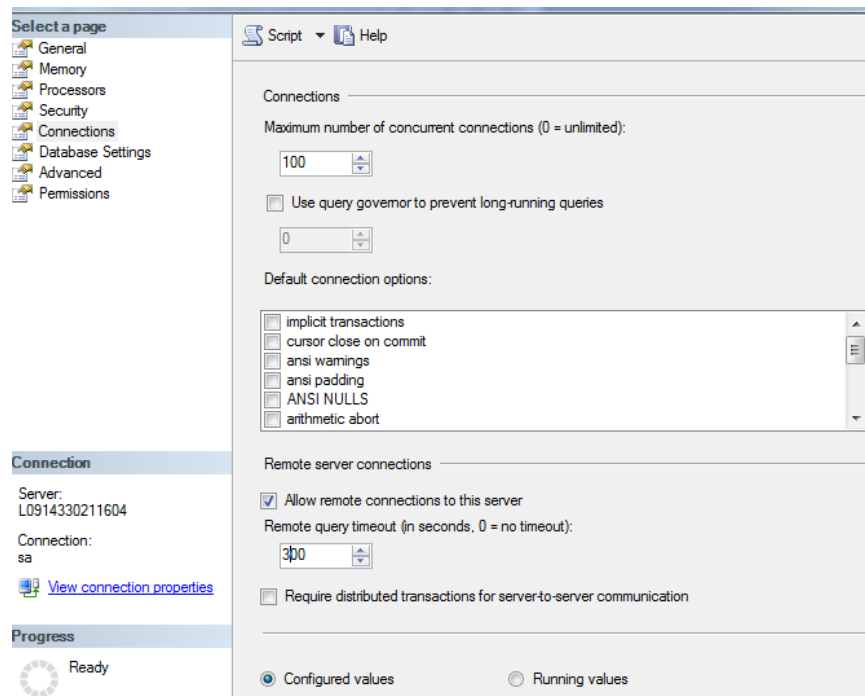 Select a page
General
Memory
Processors
Security
Connections
Database Settings
Advanced
Permissions
Connection
Server:
L0914330211604
Connection:
sa
View connection properties
Progress
Ready
Script Help
Connections
Maximum number of concurrent connections (0 = unlimited):
100
Use query governor to prevent long-running queries
0
Default connection options:
implicit transactions
cursor close on commit
ansi warnings
ansi padding
ANSI NULLS
arithmetic abort
Remote server connections
Allow remote connections to this server
Remote query timeout (in seconds, 0 = no timeout):
300
Require distributed transactions for server-to-server communication
Configured values Running values